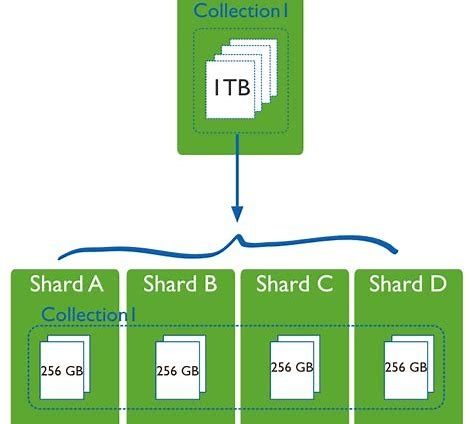 Collection1
1TB
Shard A
Shard B
Shard C
Shard D
Collection1
256 GB
256 GB
256 GB
256 GB